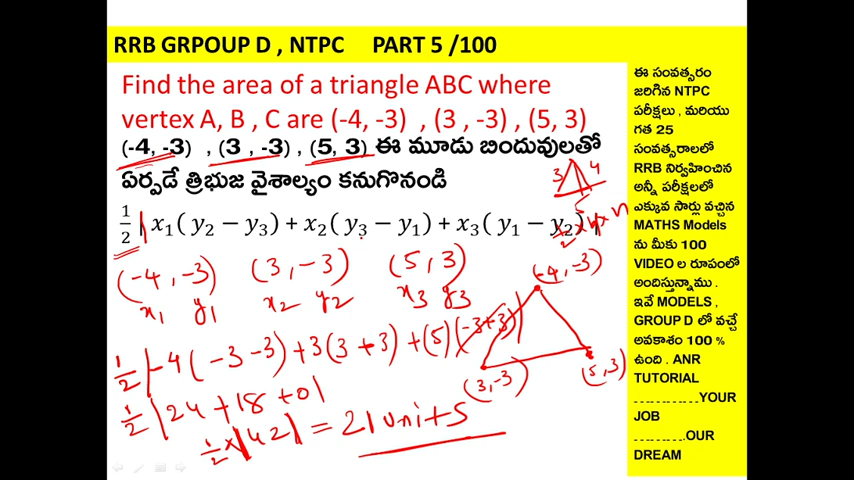 RRB GRPOUP D , NTPC PART 5 /100
Find the area of a triangle ABC where
vertex A, B , C are (-4, -3) , (3 , -3) , (5, 3)
(-4, -3) , (3 , -3) , (5, 3) ఈ మూడు బిందువులతో
ఏర్పడే త్రిభుజ వైశాల్యం కనుగొనండి
3 4
5
1/2 | x₁( y₂ − y₃) + x₂( y₃ − y₁) + x₃( y₁ − y₂) |
(-4, -3) (3, -3) (5, 3)
x₁ y₁ x₂ y₂ x₃ y₃
(-4, -3)
(3, -3)
(5, 3)
1/2 |-4(-3-3) + 3(3+3) + (5)(-3+3)|
1/2 |24 + 18 + 0|
1/2 × |42| = 21 units
ఈ సంవత్సరం
జరిగిన NTPC
పరీక్షలు , మరియు
గత 25
సంవత్సరాలలో
RRB నిర్వహించిన
అన్నీ పరీక్షలలో
ఎక్కువ సార్లు వచ్చిన
MATHS Models
ను మీకు 100
VIDEO ల రూపంలో
అందిస్తున్నాము .
ఇవే MODELS ,
GROUP D లో వచ్చే
అవకాశం 100 %
ఉంది . ANR
TUTORIAL
............YOUR
JOB
............OUR
DREAM